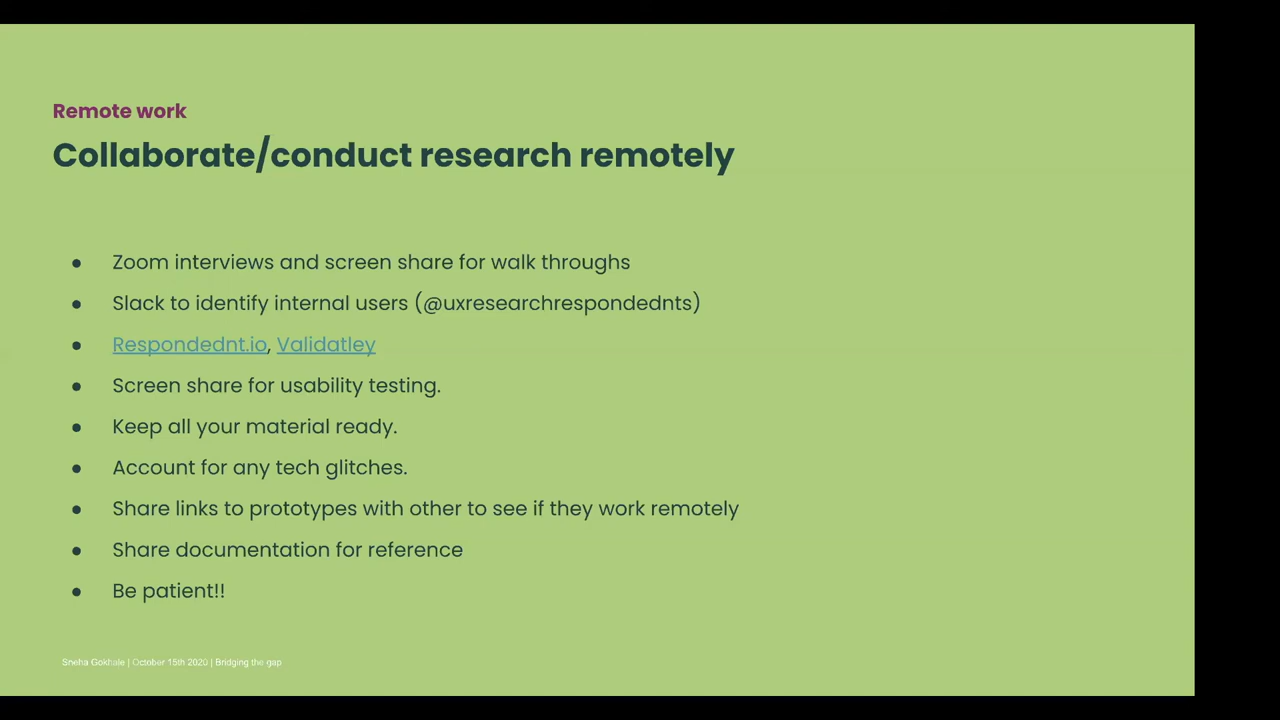 Remote work
Collaborate/conduct research remotely
● Zoom interviews and screen share for walk throughs
● Slack to identify internal users (@uxresearchrespondednts)
● Respondednt.io, Validatley
● Screen share for usability testing.
● Keep all your material ready.
● Account for any tech glitches.
● Share links to prototypes with other to see if they work remotely
● Share documentation for reference
● Be patient!!
Sneha Gokhale | October 15th 2020 | Bridging the gap